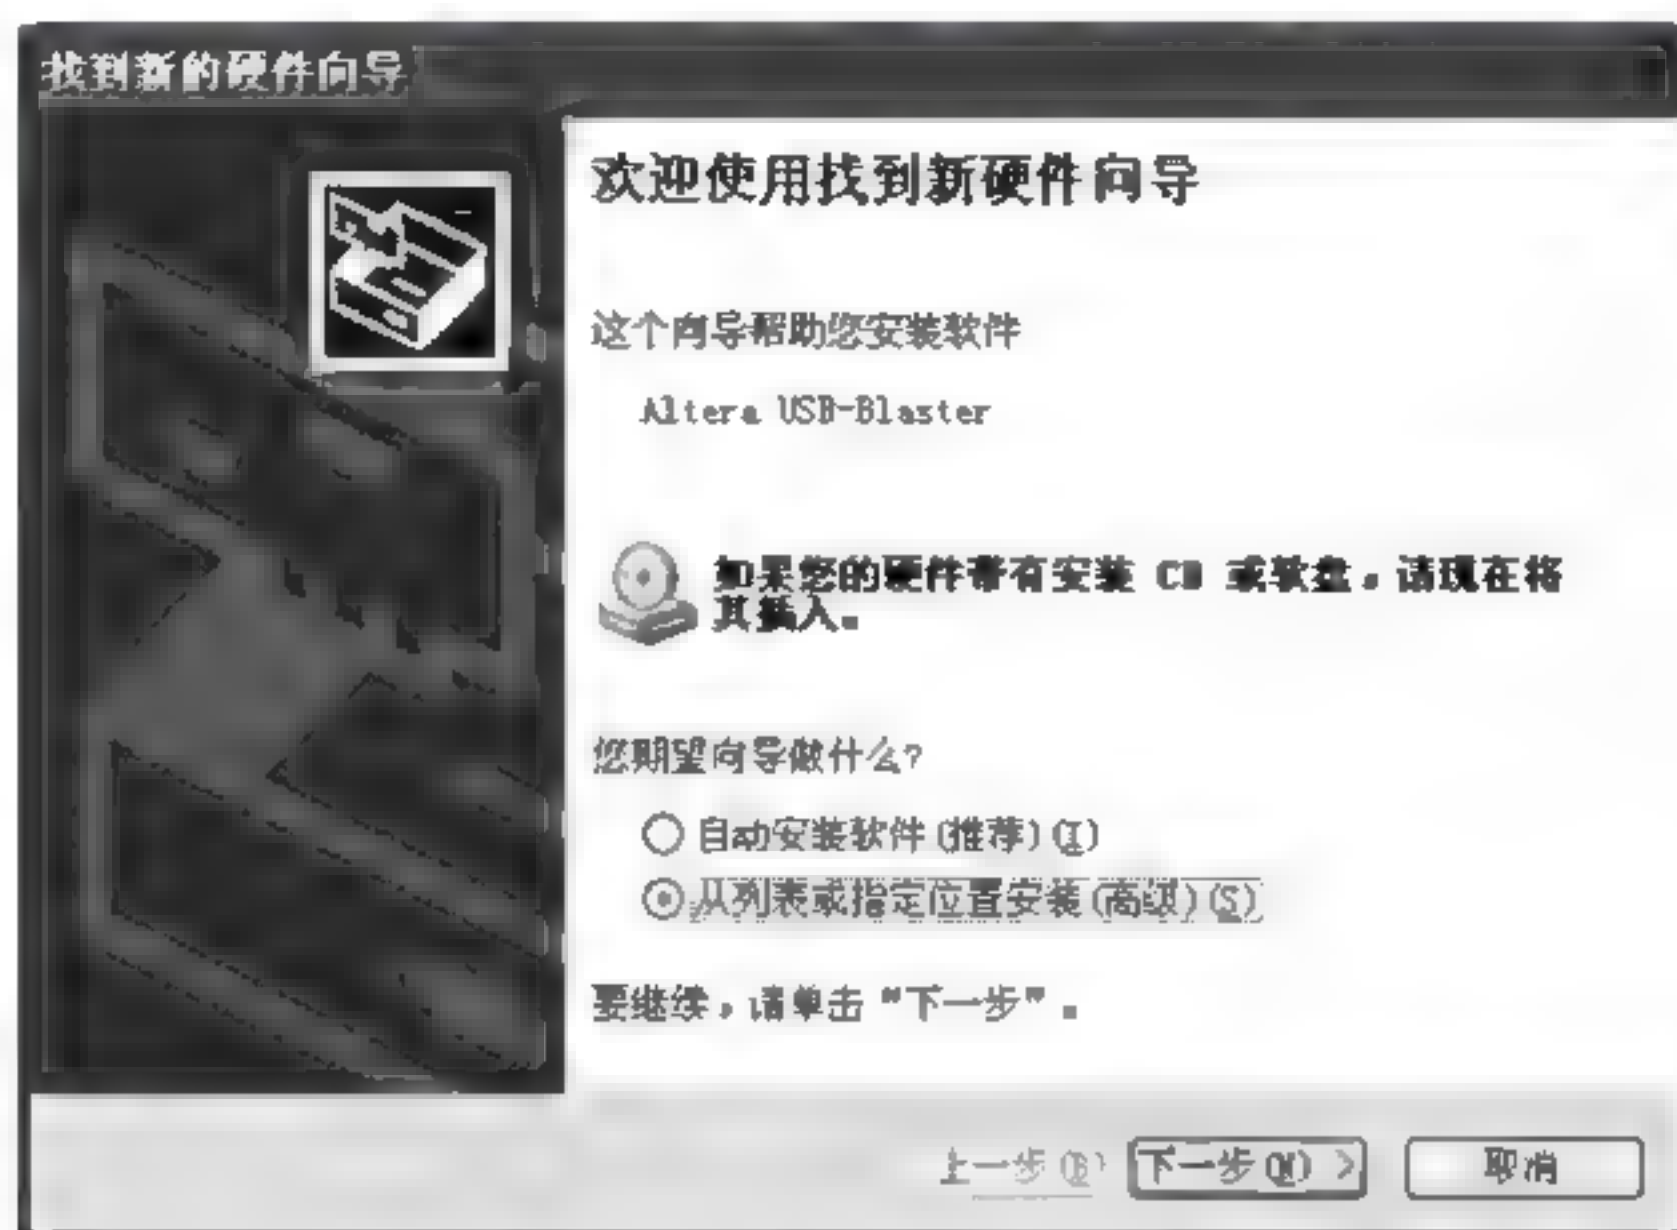 找到新的硬件向导
欢迎使用找到新硬件向导
这个向导帮助您安装软件
Altera USB-Blaster
如果您的硬件带有安装 CD 或软盘，请现在将
其插入。
您期望向导做什么？
自动安装软件(推荐)(I)
从列表或指定位置安装(高级)(S)
要继续，请单击“下一步”。
上一步(B) 下一步(N) > 取消